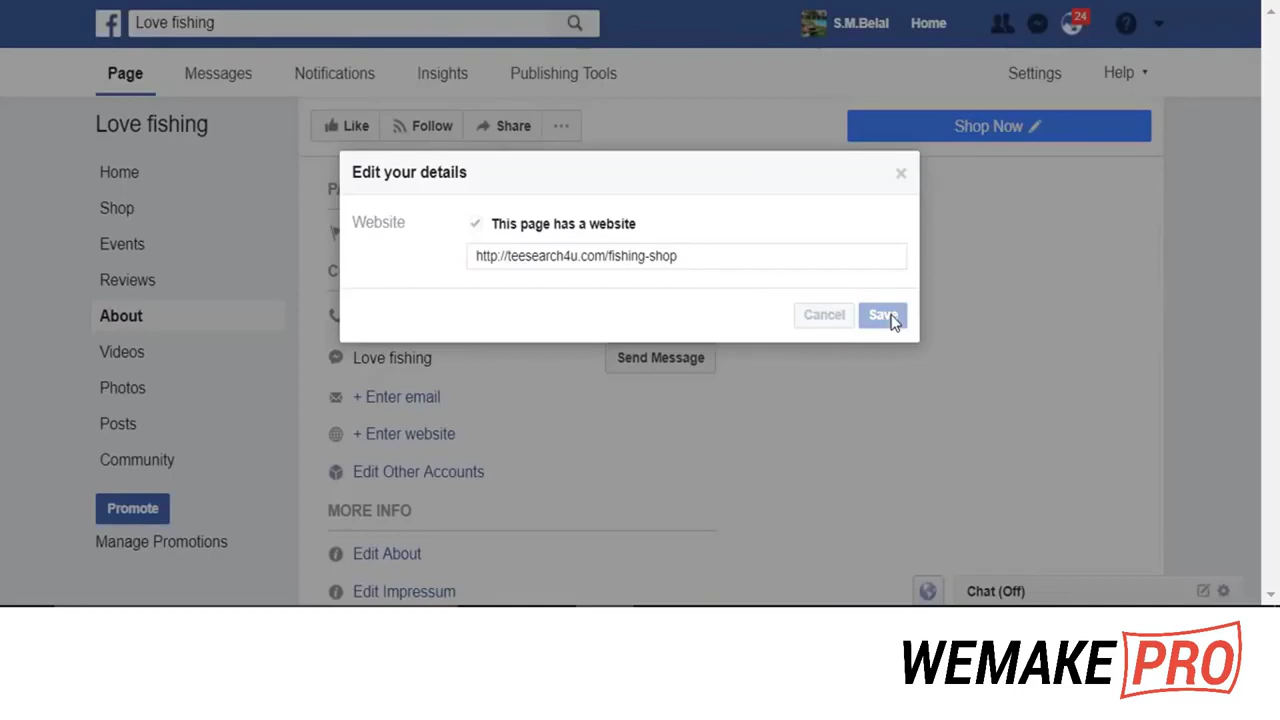 Love fishing
S.M.Belal
Home
24
Page
Messages
Notifications
Insights
Publishing Tools
Settings
Help
Love fishing
Like
Follow
Share
Shop Now
Home
Shop
Events
Reviews
About
Videos
Photos
Posts
Community
Promote
Manage Promotions
Edit your details
Website
This page has a website
http://teesearch4u.com/fishing-shop
Cancel
Save
Love fishing
Send Message
+ Enter email
+ Enter website
Edit Other Accounts
MORE INFO
Edit About
Edit Impressum
Chat (Off)
WEMAKEPRO